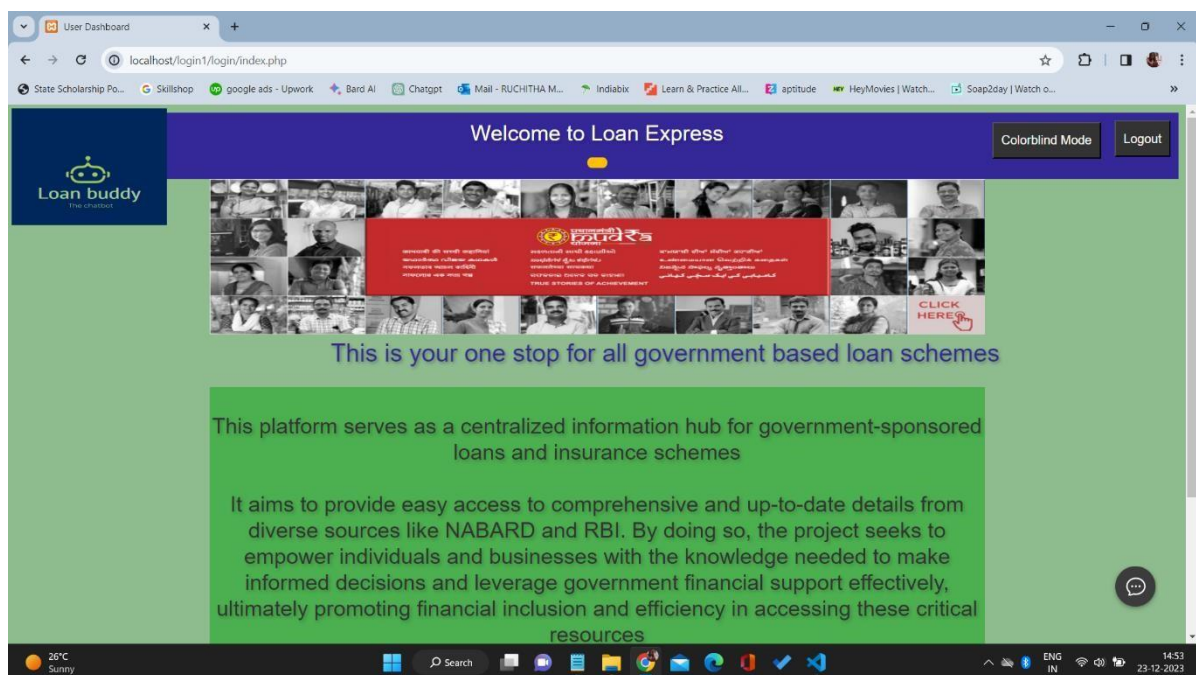 User Dashboard
localhost/login1/login/index.php
State Scholarship Po...
Skillshop
google ads - Upwork
Bard AI
Chatgpt
Mail - RUCHITHA M...
Indiabix
Learn & Practice All...
aptitude
HeyMovies | Watch...
Soap2day | Watch o...
Loan buddy
The chatbot
Welcome to Loan Express
Colorblind Mode
Logout
प्रधानमंत्री
mudरa
योजना
कामयाबी की सच्ची कहानियां
TRUE STORIES OF ACHIEVEMENT
CLICK
HERE
This is your one stop for all government based loan schemes
This platform serves as a centralized information hub for government-sponsored
loans and insurance schemes
It aims to provide easy access to comprehensive and up-to-date details from
diverse sources like NABARD and RBI. By doing so, the project seeks to
empower individuals and businesses with the knowledge needed to make
informed decisions and leverage government financial support effectively,
ultimately promoting financial inclusion and efficiency in accessing these critical
resources
26°C
Sunny
Search
ENG
IN
14:53
23-12-2023